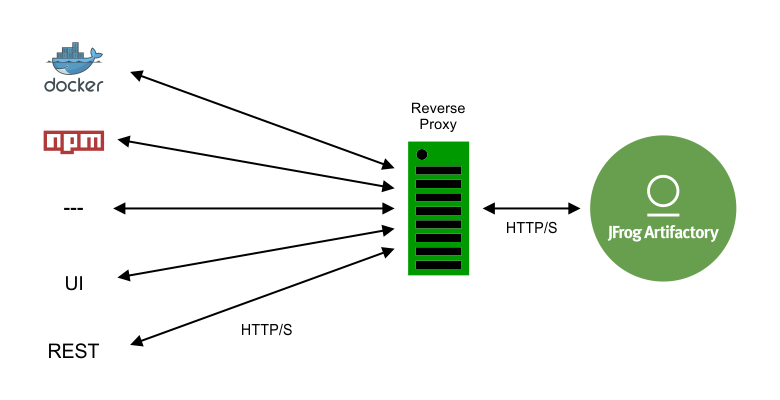 docker
npm
---
UI
REST
HTTP/S
Reverse
Proxy
HTTP/S
JFrog Artifactory